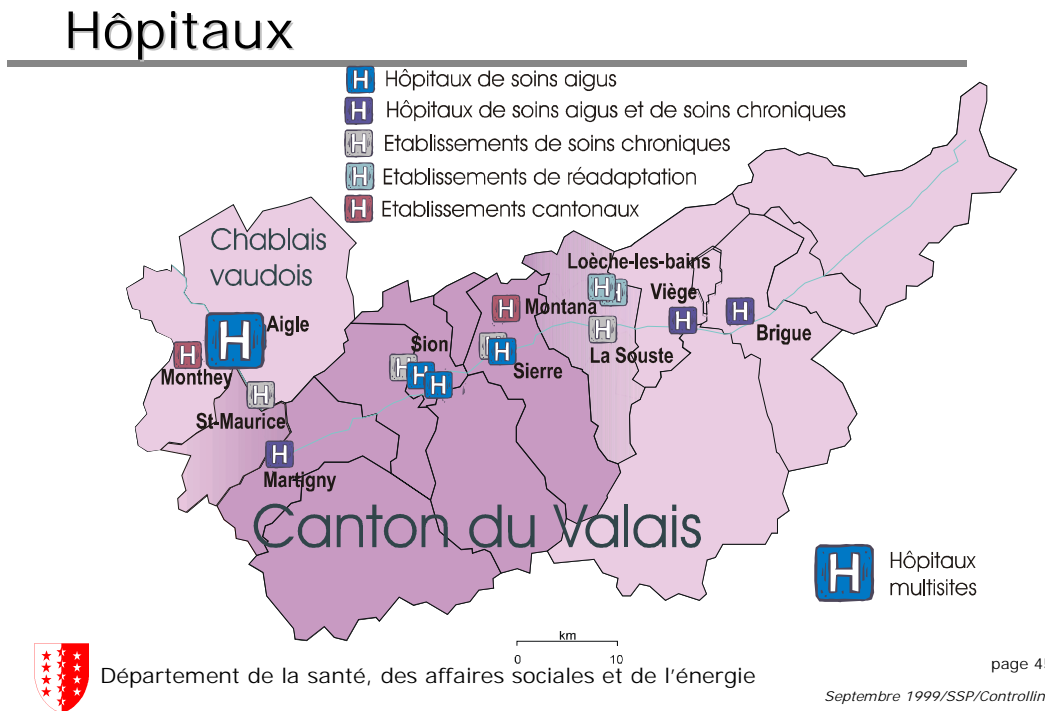 Hôpitaux
H Hôpitaux de soins aigus
H Hôpitaux de soins aigus et de soins chroniques
H Etablissements de soins chroniques
H Etablissements de réadaptation
H Etablissements cantonaux
Chablais
vaudois
Loèche-les-bains
H H
Viège
H Montana
H Aigle
H
H
Brigue
H
Sion
H H
Sierre
H
La Souste
H
Monthey
H H H
H
St-Maurice
H
Martigny
Canton du Valais
H Hôpitaux
multisites
km
0 10
Département de la santé, des affaires sociales et de l'énergie
page 4
Septembre 1999/SSP/Controllin